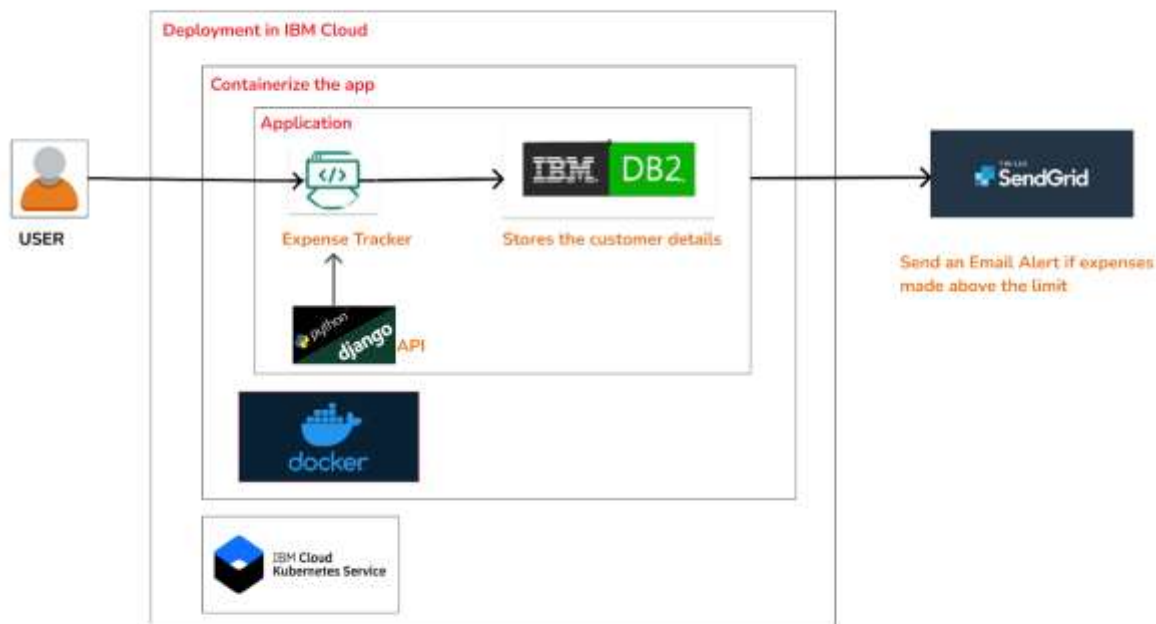 Deployment in IBM Cloud
Containerize the app
Application
IBM DB2
SendGrid
USER
Expense Tracker
Stores the customer details
Send an Email Alert if expenses
made above the limit
python
django
API
docker
IBM Cloud
Kubernetes Service